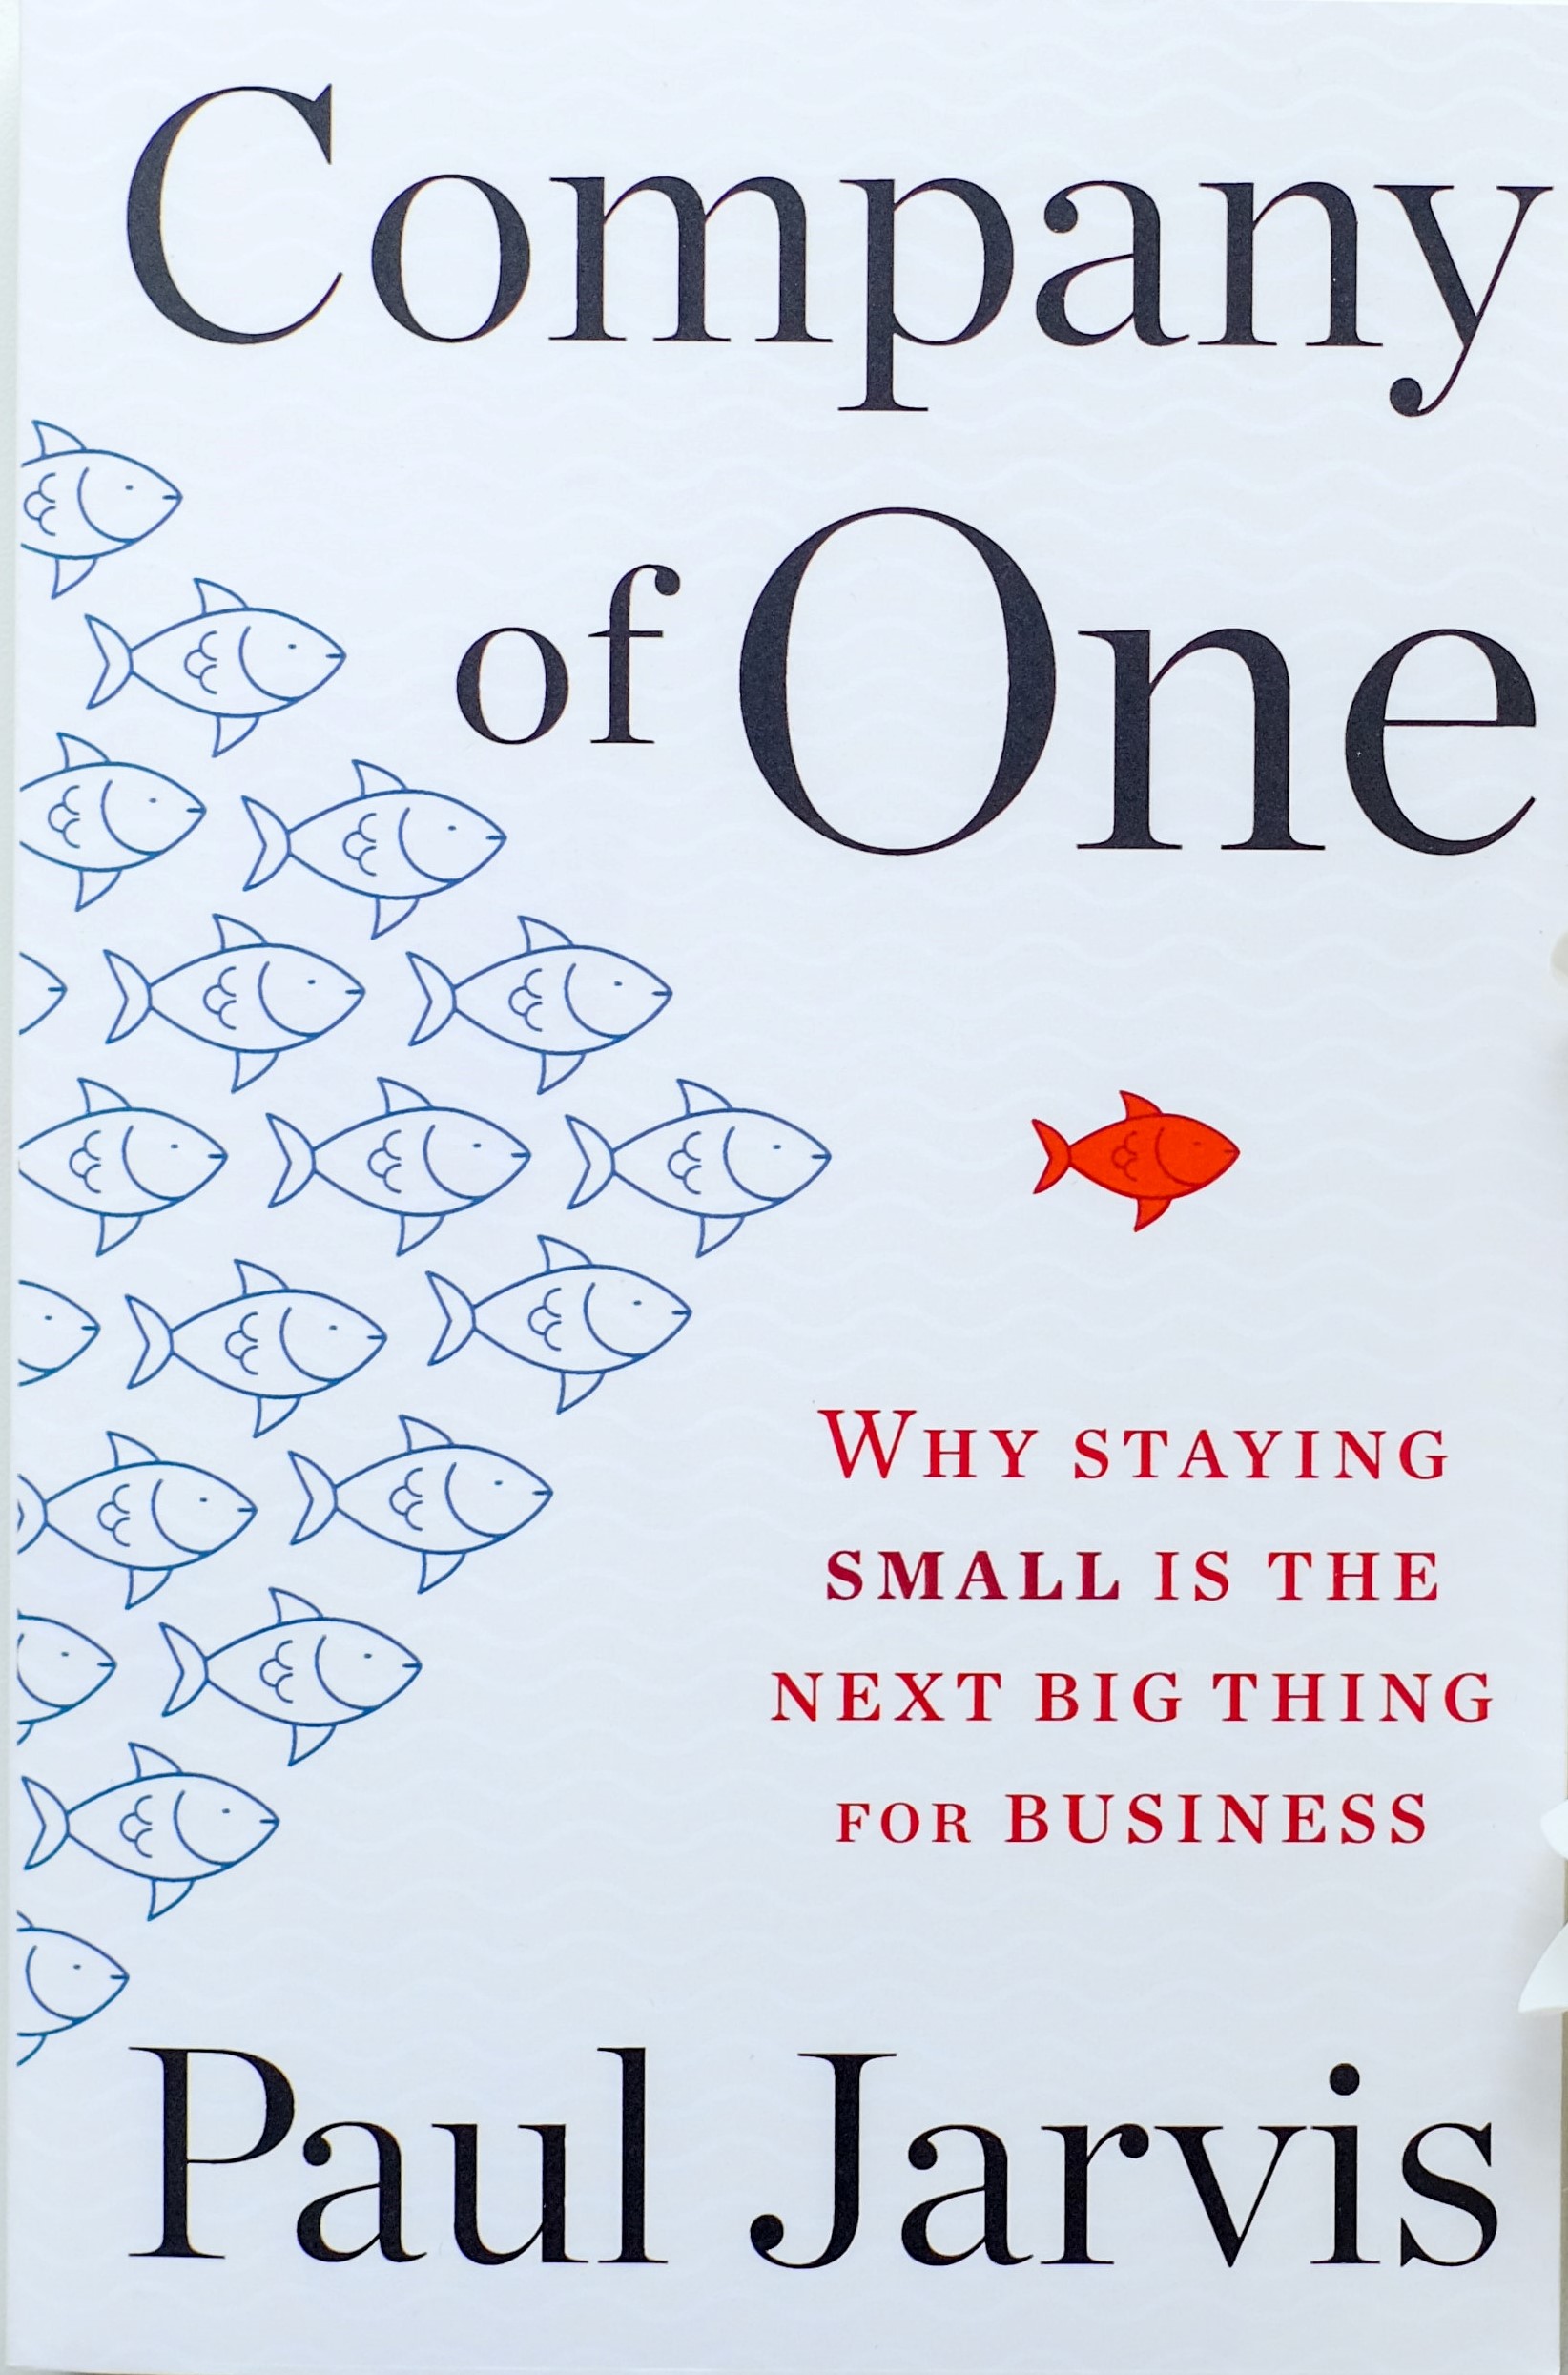 Company
of One
WHY STAYING
SMALL IS THE
NEXT BIG THING
FOR BUSINESS
Paul Jarvis